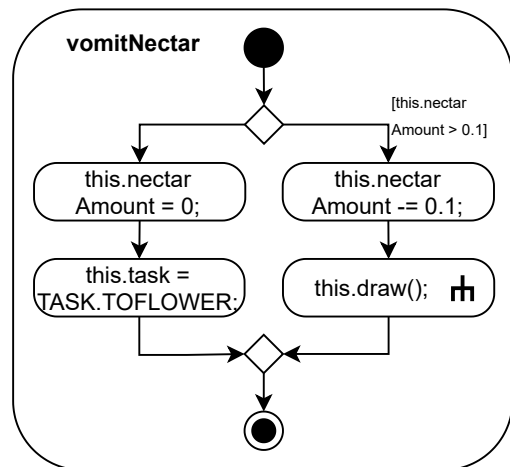 vomitNectar
[this.nectar
Amount > 0.1]
this.nectar
Amount = 0;
this.nectar
Amount -= 0.1;
this.task =
TASK.TOFLOWER;
this.draw();